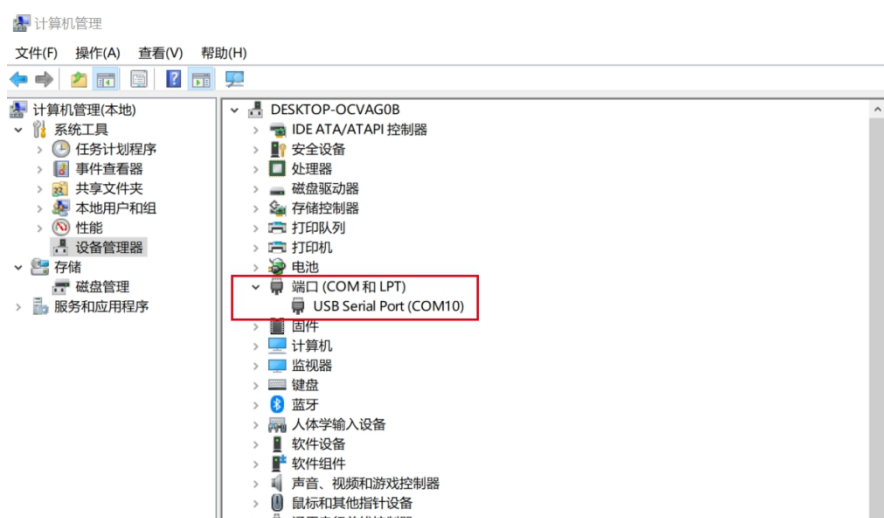 计算机管理
文件(F) 操作(A) 查看(V) 帮助(H)
计算机管理(本地)
系统工具
任务计划程序
事件查看器
共享文件夹
本地用户和组
性能
设备管理器
存储
磁盘管理
服务和应用程序
DESKTOP-OCVAG0B
IDE ATA/ATAPI 控制器
安全设备
处理器
磁盘驱动器
存储控制器
打印队列
打印机
电池
端口 (COM 和 LPT)
USB Serial Port (COM10)
固件
计算机
监视器
键盘
蓝牙
人体学输入设备
软件设备
软件组件
声音、视频和游戏控制器
鼠标和其他指针设备